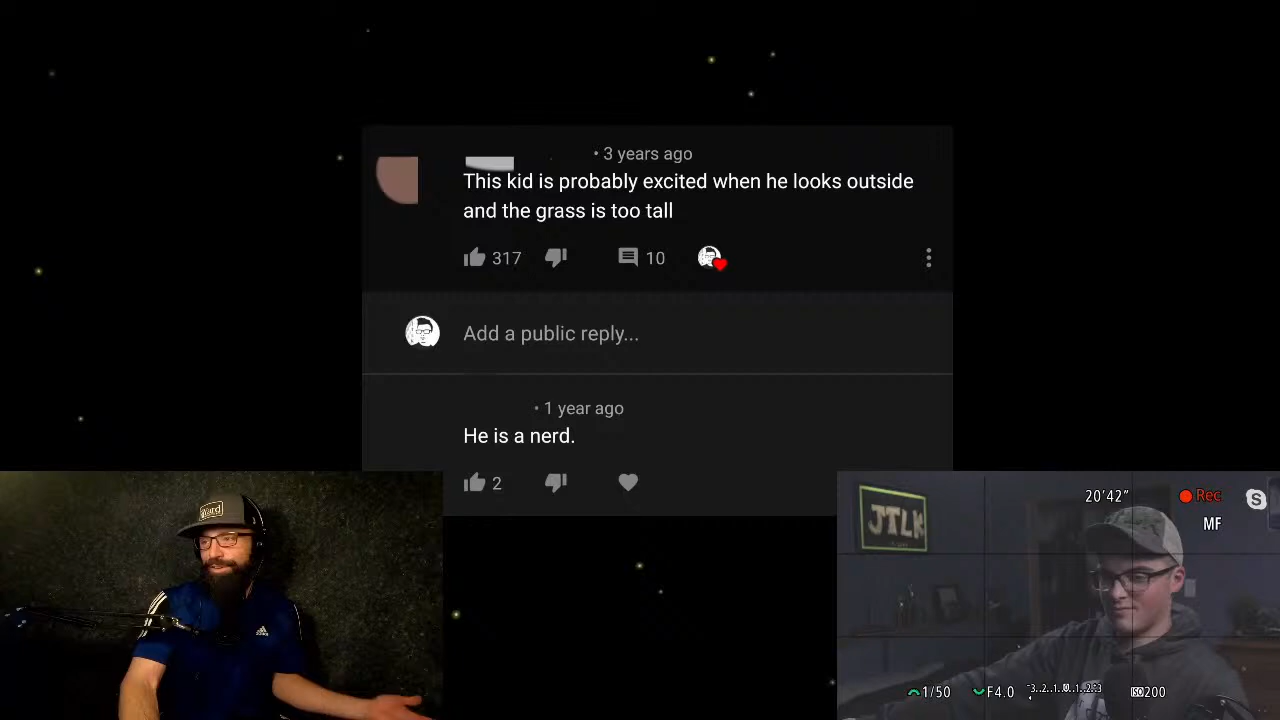 • 3 years ago
This kid is probably excited when he looks outside
and the grass is too tall
317
10
Add a public reply...
• 1 year ago
He is a nerd.
2
20'42"
Rec
MF
JTLK
1/50
F4.0
ISO200